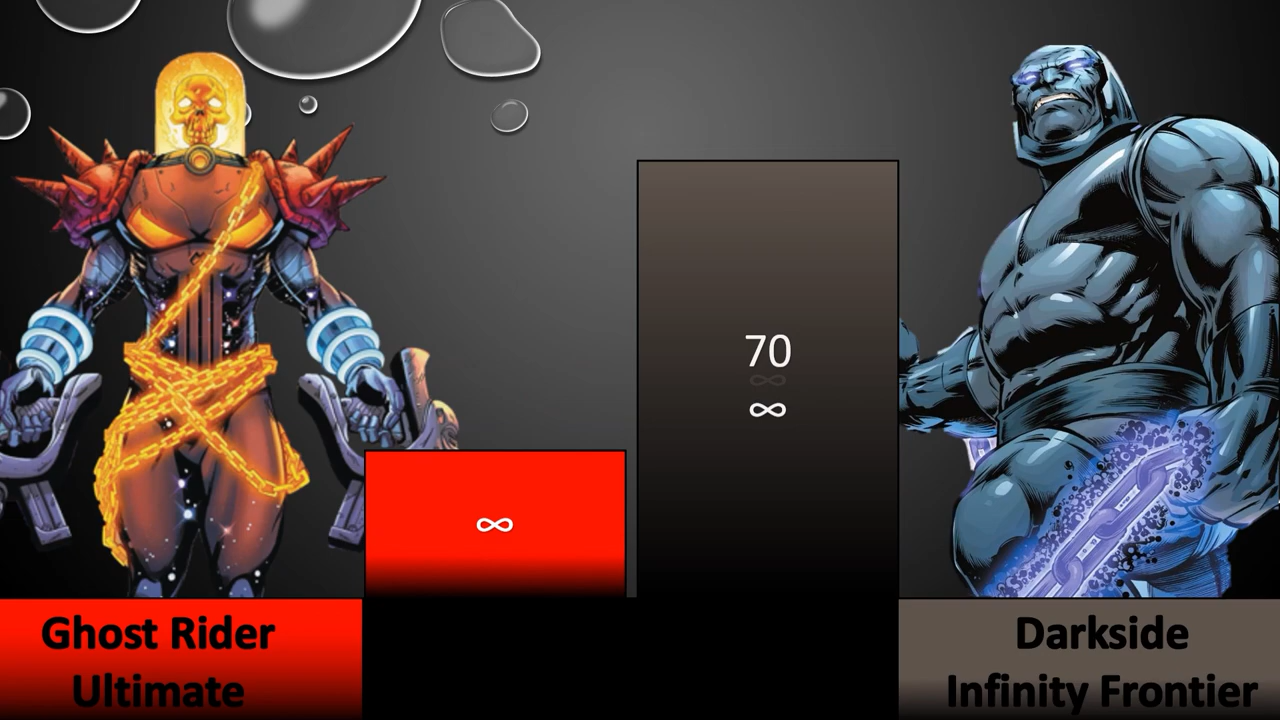 70
∞
∞
∞
Ghost Rider
Ultimate
Darkside
Infinity Frontier